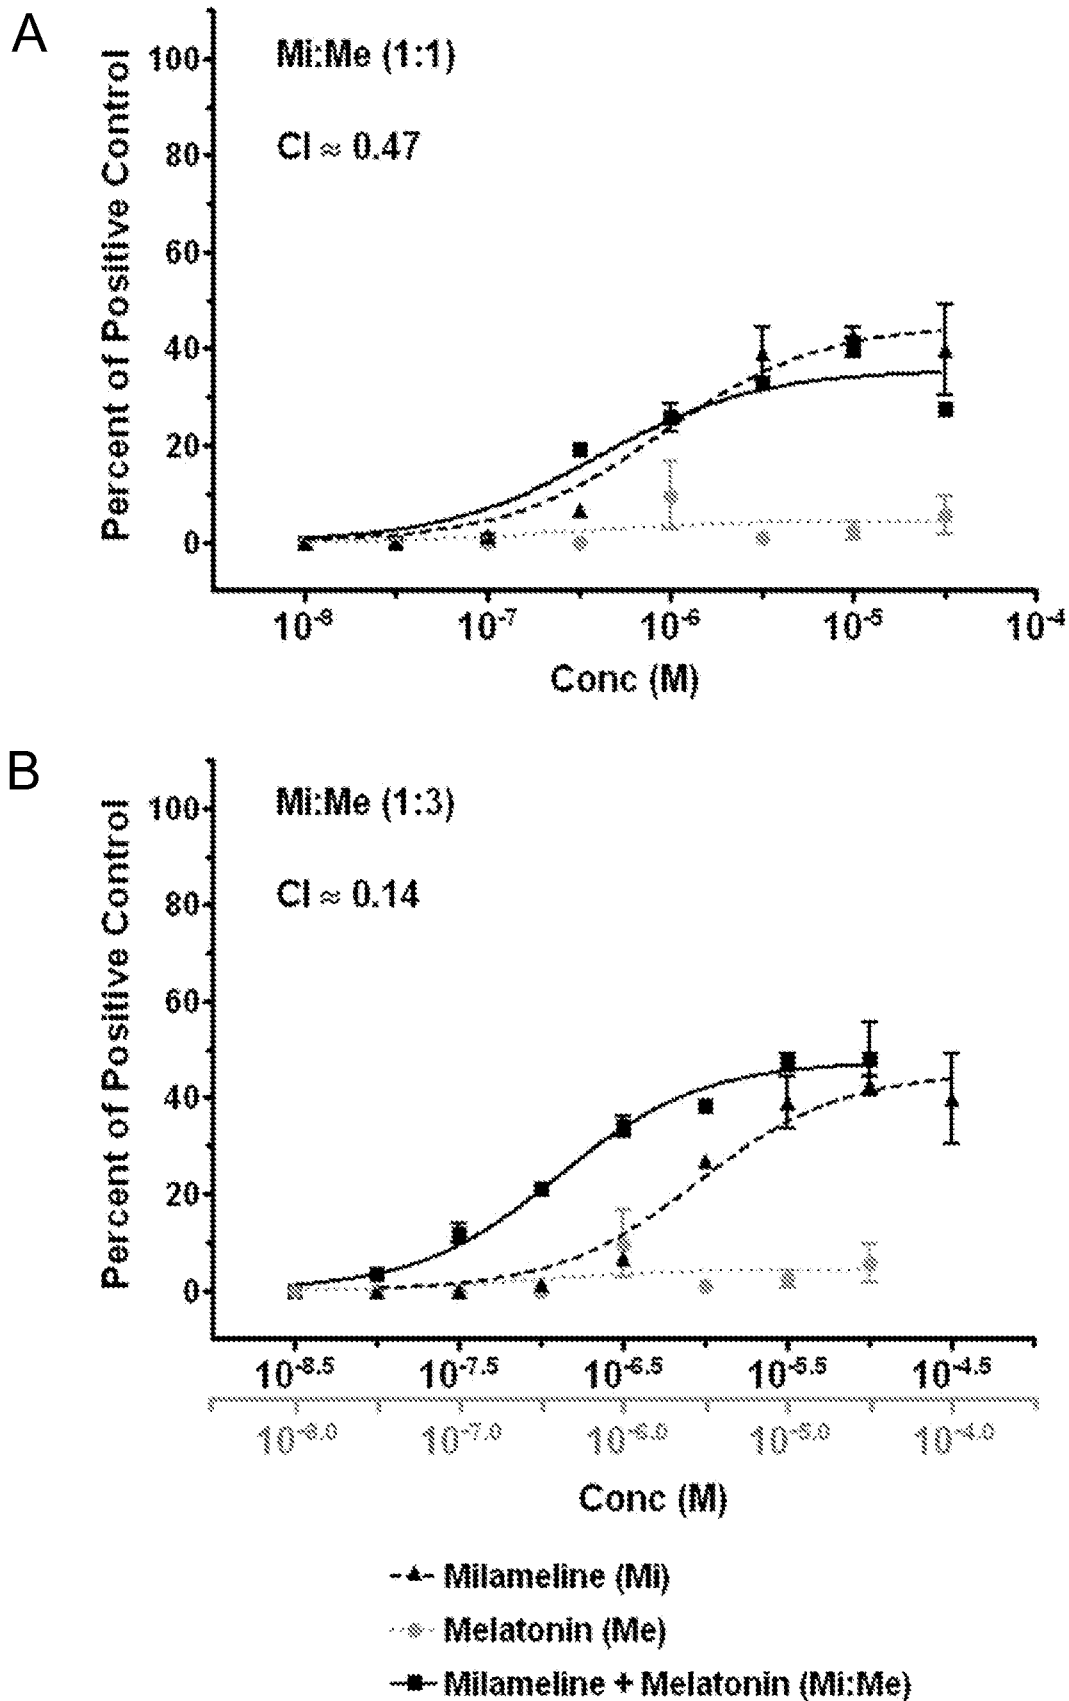 A
Mi:Me (1:1)
CI ≈ 0.47
Percent of Positive Control
100
80
60
40
20
0
10-8 10-7 10-6 10-5 10-4
Conc (M)
B
Mi:Me (1:3)
CI ≈ 0.14
Percent of Positive Control
100
80
60
40
20
0
10-8.5 10-7.5 10-6.5 10-5.5 10-4.5
10-8.0 10-7.0 10-6.0 10-5.0 10-4.0
Conc (M)
Milameline (Mi)
Melatonin (Me)
Milameline + Melatonin (Mi:Me)